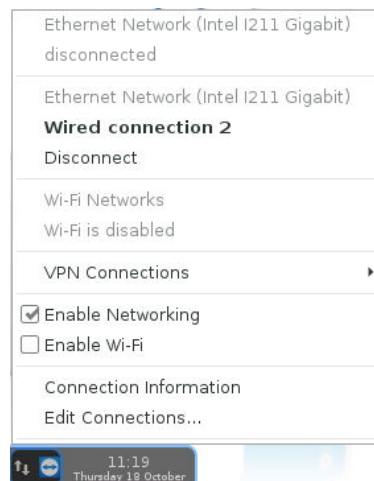 Ethernet Network (Intel I211 Gigabit)
disconnected
Ethernet Network (Intel I211 Gigabit)
Wired connection 2
Disconnect
Wi-Fi Networks
Wi-Fi is disabled
VPN Connections
Enable Networking
Enable Wi-Fi
Connection Information
Edit Connections...
11:19
Thursday 18 October